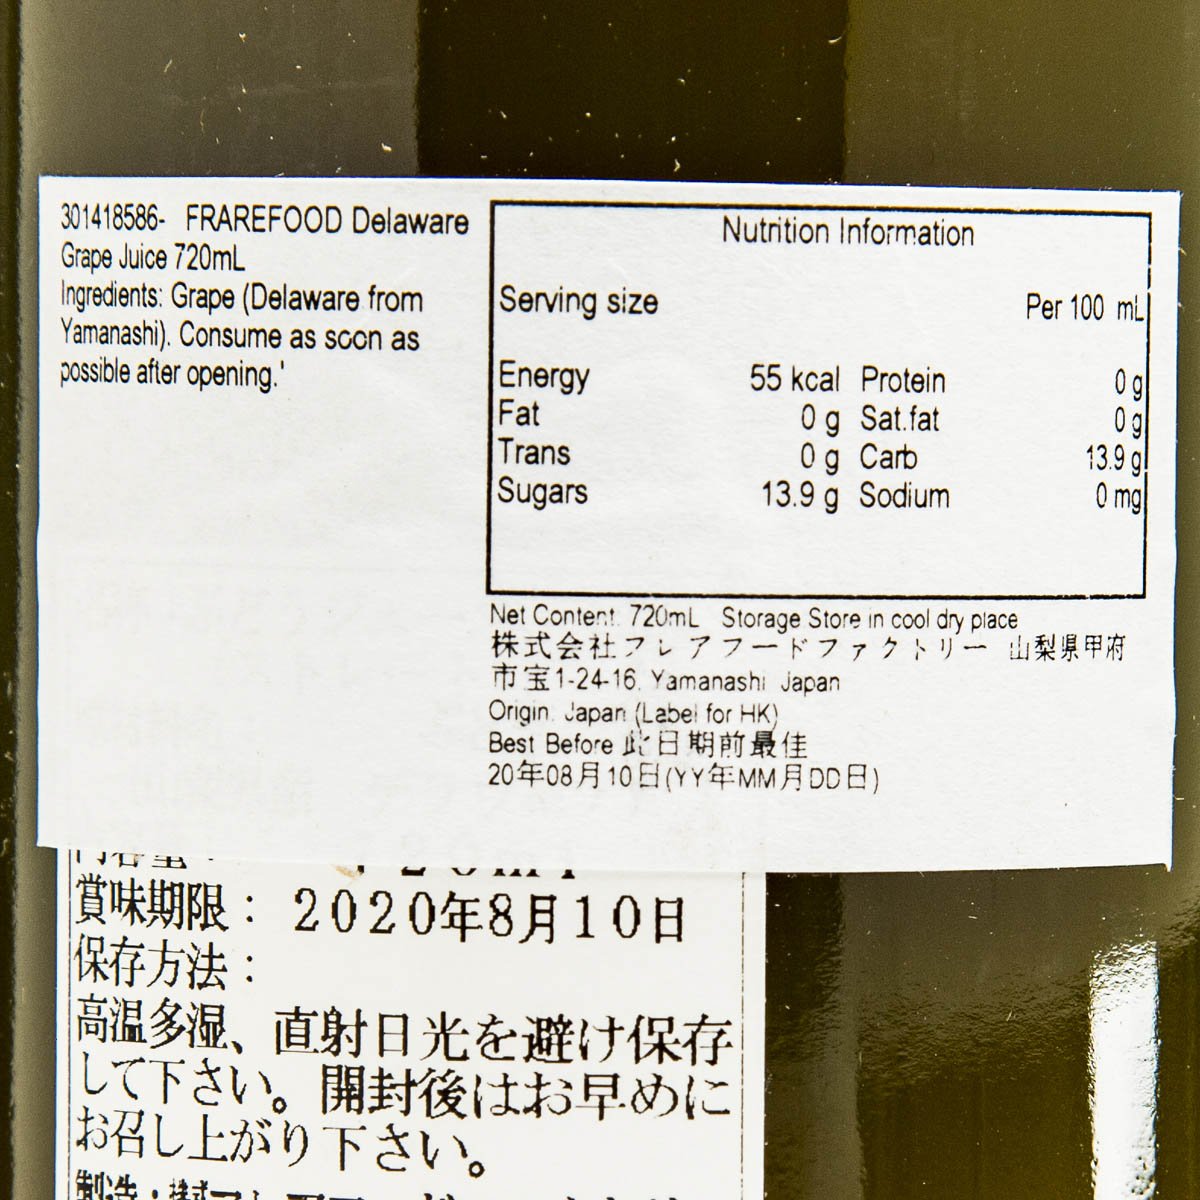 301418586- FRAREFOOD Delaware
Grape Juice 720mL
Ingredients: Grape (Delaware from
Yamanashi). Consume as soon as
possible after opening.'
Nutrition Information
Serving size Per 100 mL
Energy 55 kcal Protein 0 g
Fat 0 g Sat.fat 0 g
Trans 0 g Carb 13.9 g
Sugars 13.9 g Sodium 0 mg
Net Content: 720mL Storage Store in cool dry place
株式会社フレアフードファクトリー 山梨県甲府
市宝1-24-16, Yamanashi Japan
Origin: Japan (Label for HK)
Best Before 此日期前最佳
20年08月10日(YY年MM月DD日)
内容量: 720ml
賞味期限: 2020年8月10日
保存方法:
高温多湿、直射日光を避け保存
して下さい。開封後はお早めに
お召し上がり下さい。
製造: